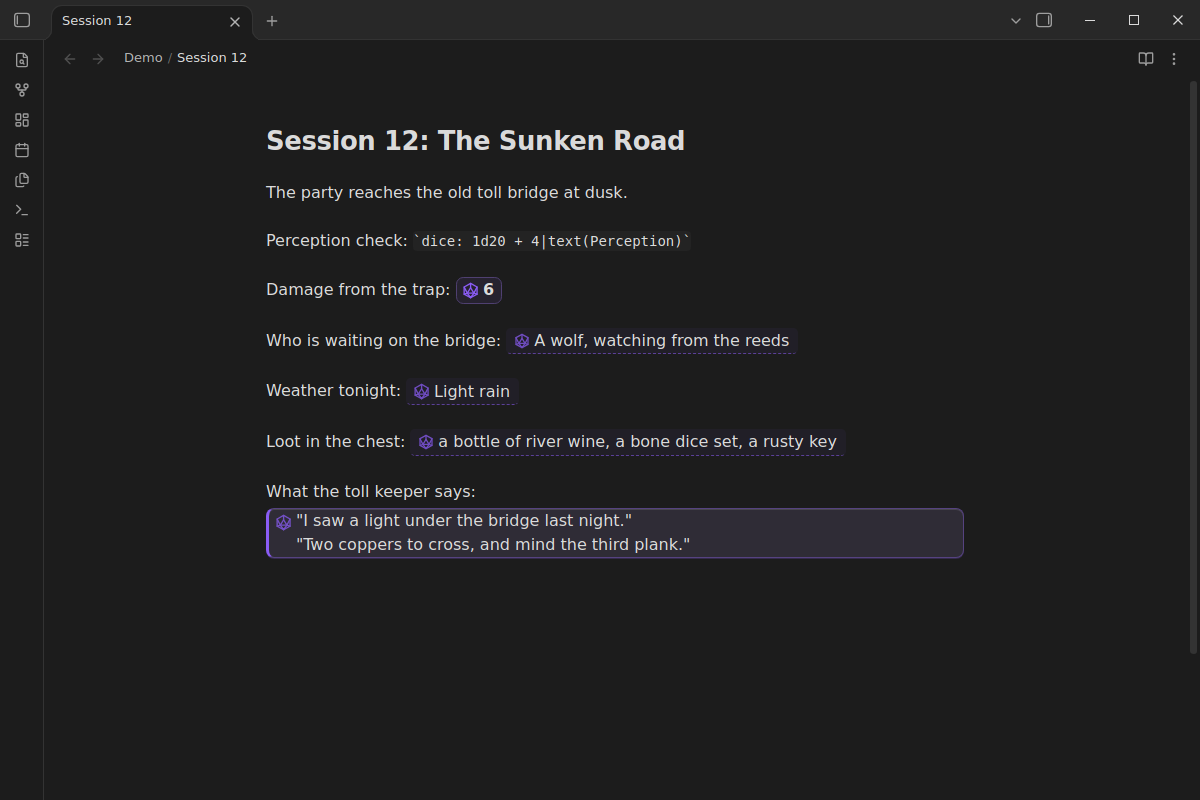 Session 12
Demo / Session 12
Session 12: The Sunken Road
The party reaches the old toll bridge at dusk.
Perception check: `dice: 1d20 + 4|text(Perception)`
Damage from the trap: 6
Who is waiting on the bridge: A wolf, watching from the reeds
Weather tonight: Light rain
Loot in the chest: a bottle of river wine, a bone dice set, a rusty key
What the toll keeper says:
"I saw a light under the bridge last night."
"Two coppers to cross, and mind the third plank."